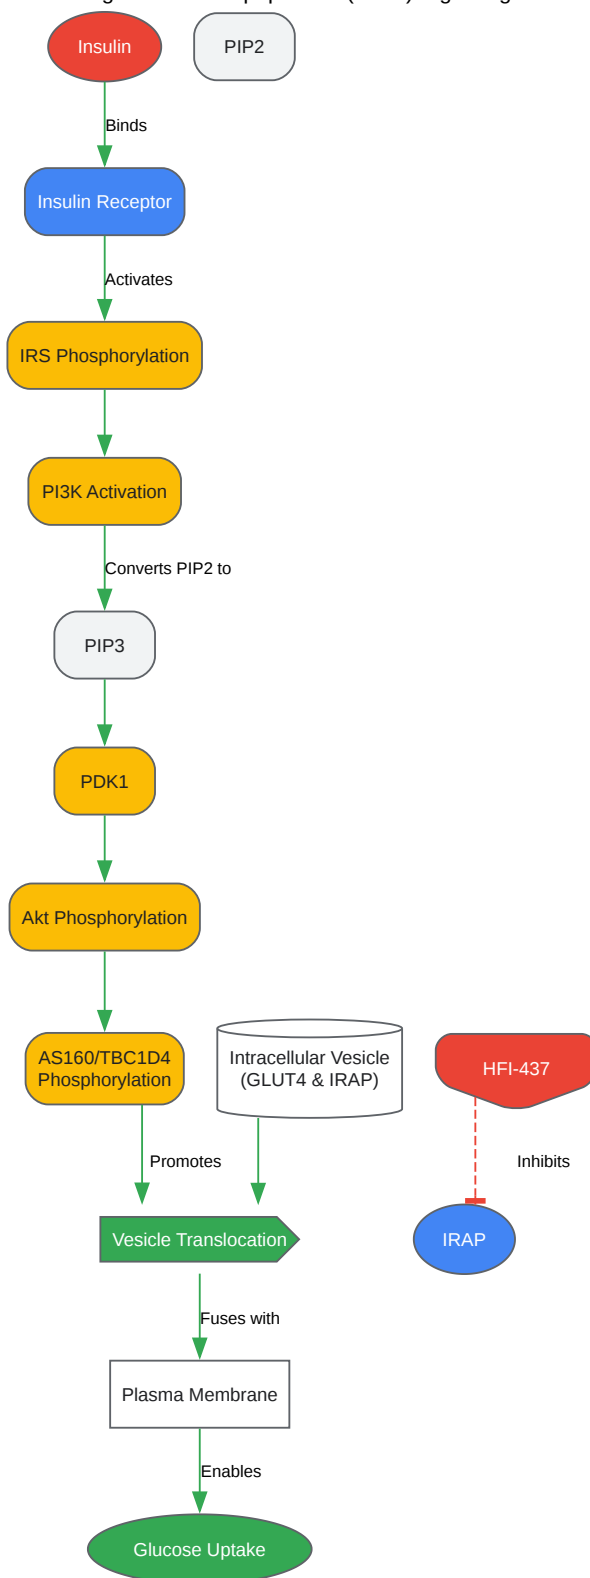 Insulin
PIP2
Binds
Insulin Receptor
Activates
IRS Phosphorylation
PI3K Activation
Converts PIP2 to
PIP3
PDK1
Akt Phosphorylation
AS160/TBC1D4
Phosphorylation
Intracellular Vesicle
(GLUT4 & IRAP)
HFI-437
Promotes
Inhibits
Vesicle Translocation
IRAP
Fuses with
Plasma Membrane
Enables
Glucose Uptake